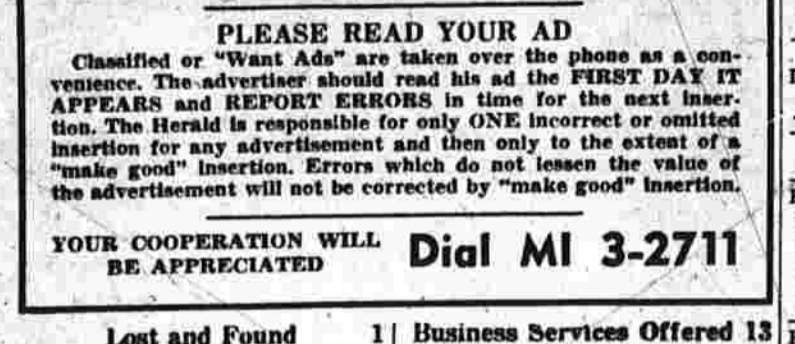 PLEASE READ YOUR AD
Classified or "Want Ads" are taken over the phone as a con-
venience. The advertiser should read his ad the FIRST DAY IT
APPEARS and REPORT ERRORS in time for the next inser-
tion. The Herald is responsible for only ONE incorrect or omitted
insertion for any advertisement and then only to the extent of a
"make good" insertion. Errors which do not lessen the value of
the advertisement will not be corrected by "make good" insertion.
YOUR COOPERATION WILL
BE APPRECIATED
Dial MI 3-2711
Lost and Found 1
Business Services Offered 13